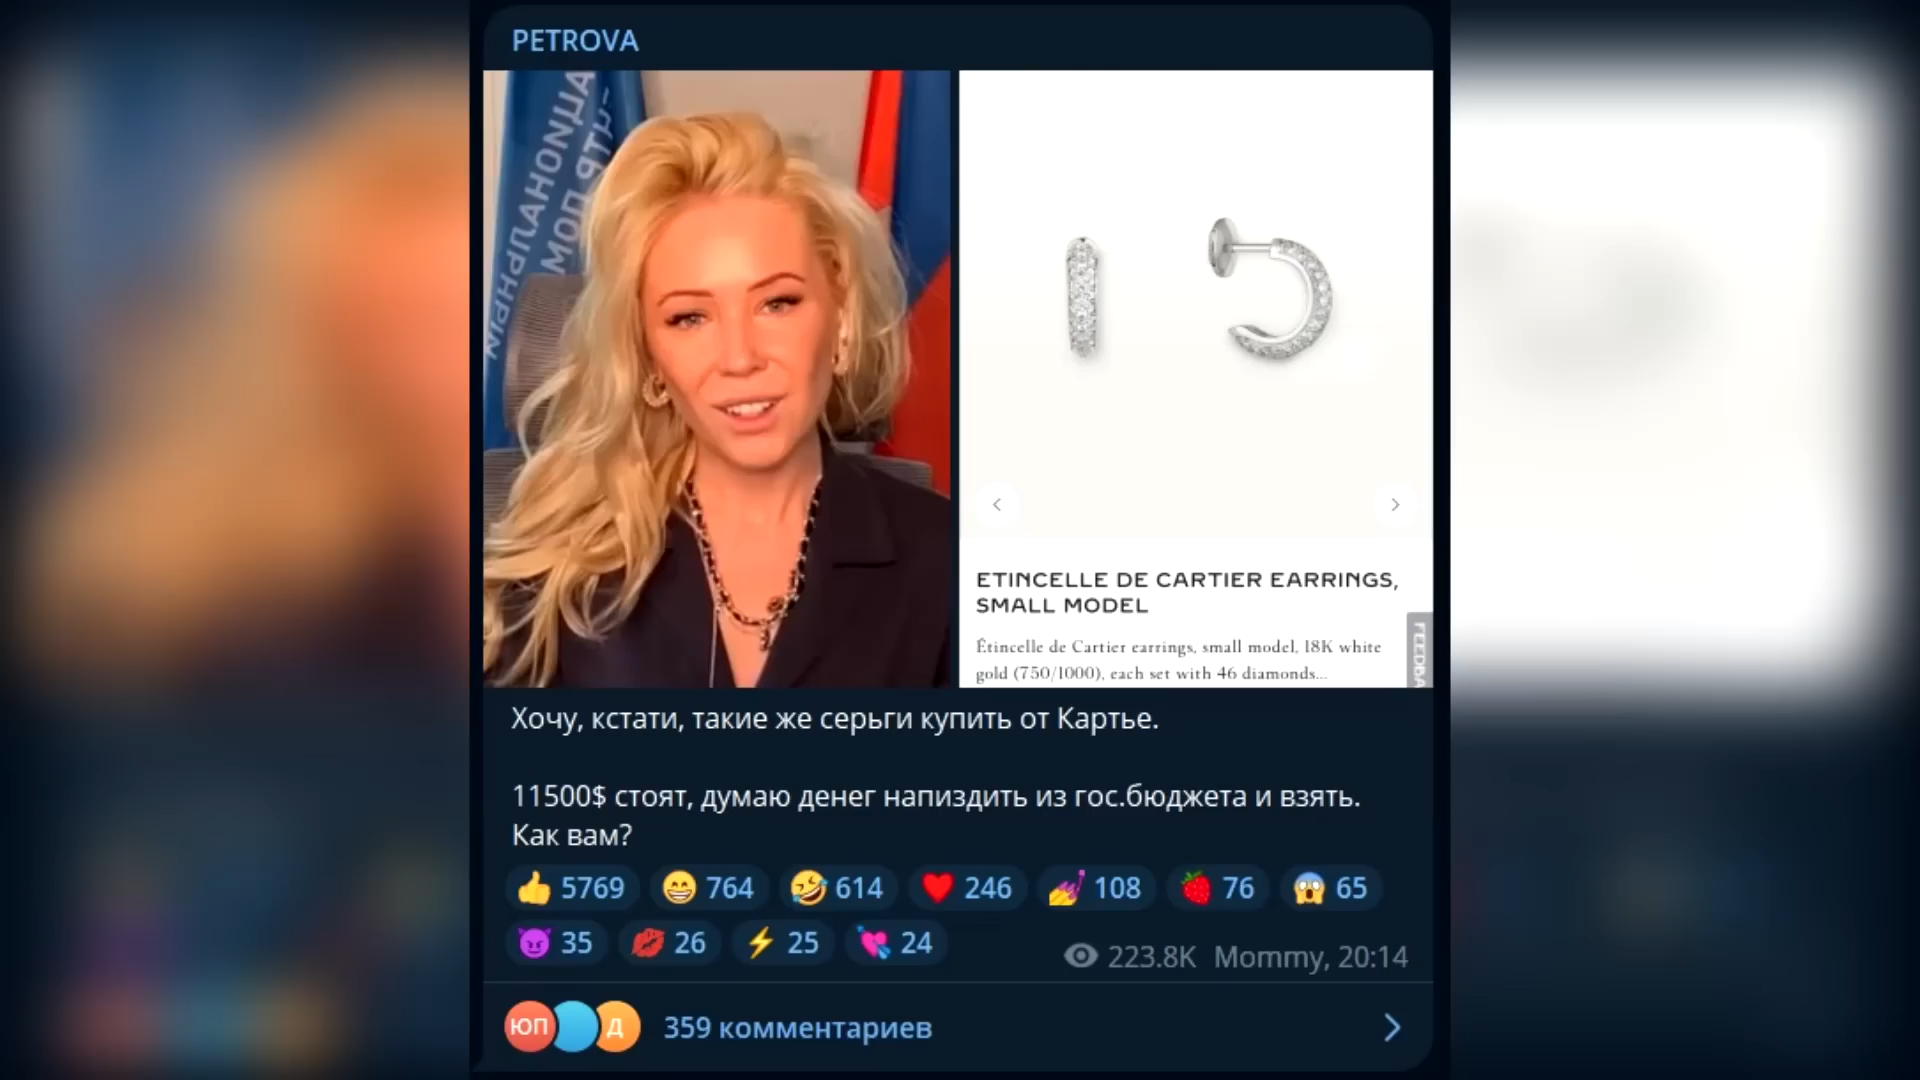 PETROVA
ETINCELLE DE CARTIER EARRINGS,
SMALL MODEL
Étincelle de Cartier earrings, small model, 18K white
gold (750/1000), each set with 46 diamonds...
FEEDBA
Хочу, кстати, такие же серьги купить от Картье.
11500$ стоят, думаю денег напиздить из гос.бюджета и взять.
Как вам?
5769 764 614 246 108 76 65
35 26 25 24
223.8K Mommy, 20:14
ЮП Д 359 комментариев